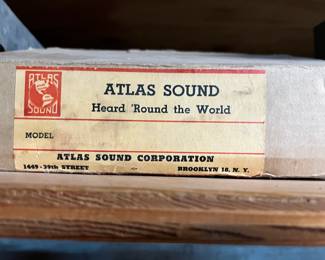 ATLAS
SOUND
ATLAS SOUND
Heard 'Round the World
MODEL
ATLAS SOUND CORPORATION
1449-39th STREET - BROOKLYN 18, N. Y.